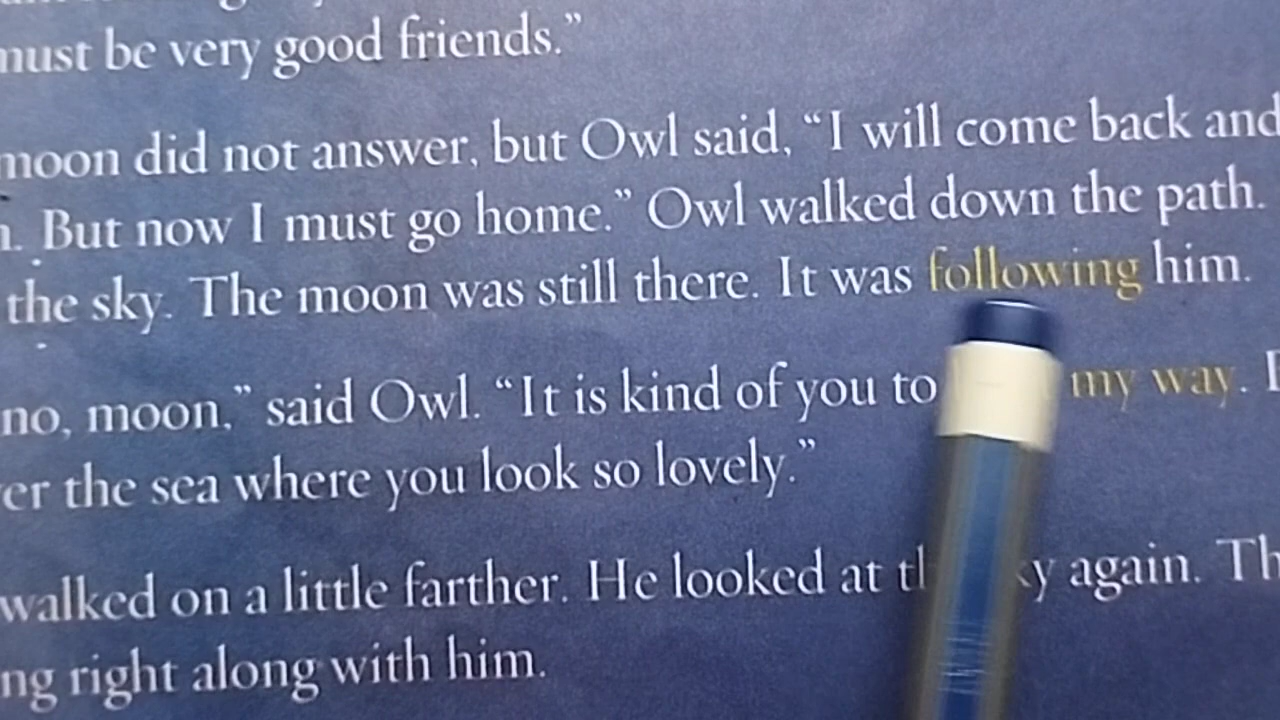 must be very good friends.”
moon did not answer, but Owl said, “I will come back and
But now I must go home.” Owl walked down the path.
the sky. The moon was still there. It was following him.
no, moon,” said Owl. “It is kind of you to my way.
er the sea where you look so lovely.”
walked on a little farther. He looked at again.
ng right along with him.